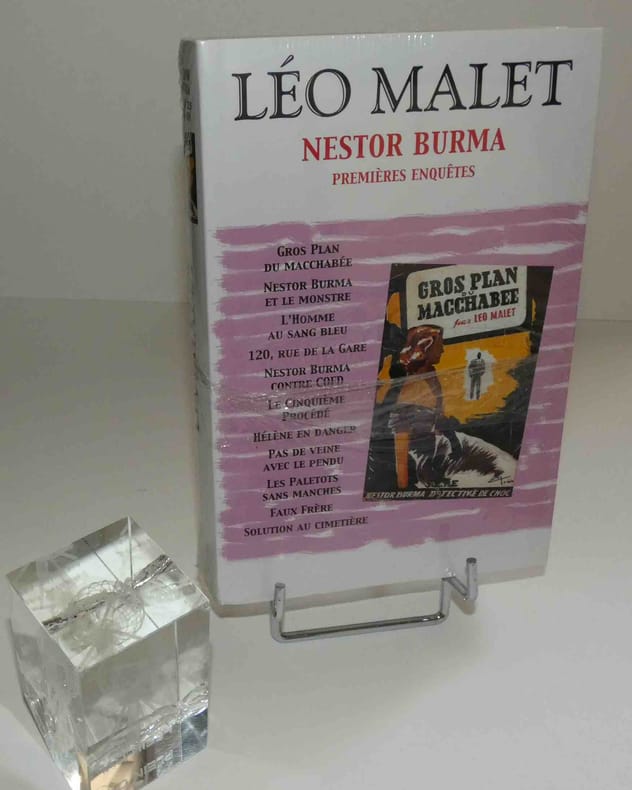 LÉO MALET
NESTOR BURMA
PREMIÈRES ENQUÊTES
GROS PLAN
DU MACCHABÉE
NESTOR BURMA
ET LE MONSTRE
L'HOMME
AU SANG BLEU
120, RUE DE LA GARE
NESTOR BURMA
CONTRE CQFD
LE CINQUIÈME
PROCÉDÉ
HÉLÈNE EN DANGER
PAS DE VEINE
AVEC LE PENDU
LES PALETOTS
SANS MANCHES
FAUX FRÈRE
SOLUTION AU CIMETIÈRE
GROS PLAN
DU
MACCHABEE
par LEO MALET
NESTOR BURMA DÉTECTIVE DE CHOC